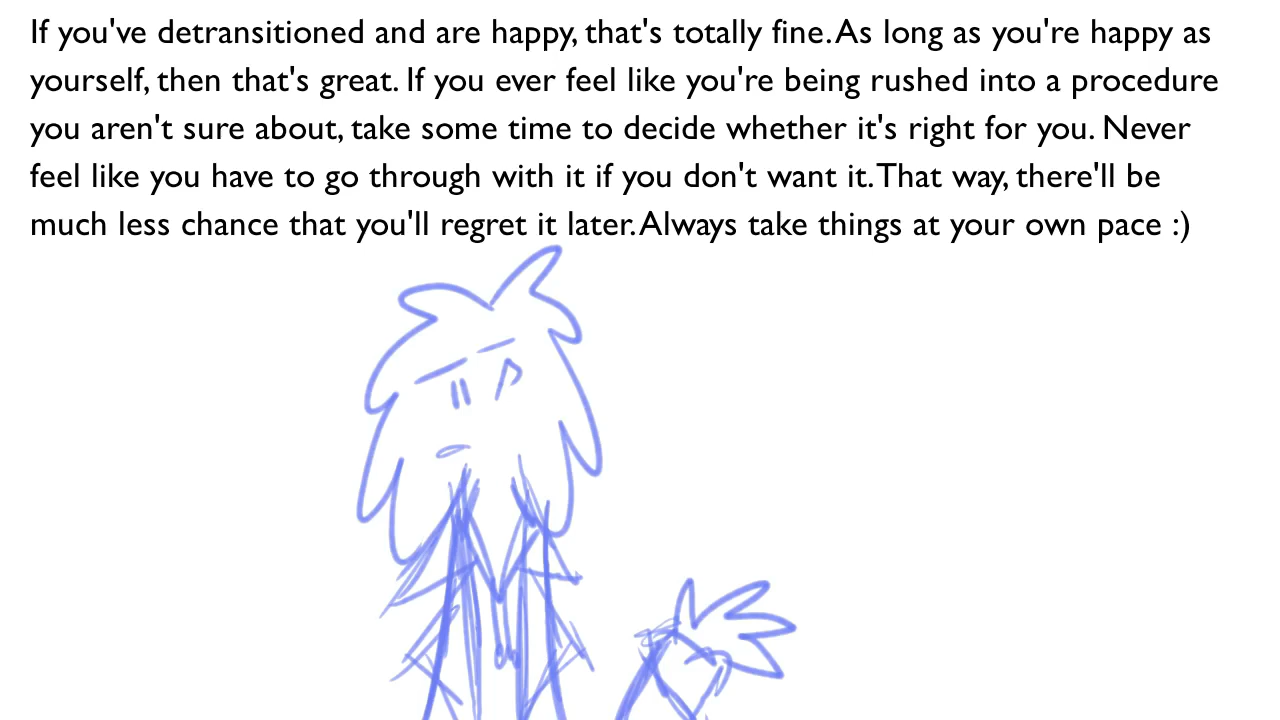 If you've detransitioned and are happy, that's totally fine. As long as you're happy as
yourself, then that's great. If you ever feel like you're being rushed into a procedure
you aren't sure about, take some time to decide whether it's right for you. Never
feel like you have to go through with it if you don't want it. That way, there'll be
much less chance that you'll regret it later. Always take things at your own pace :)